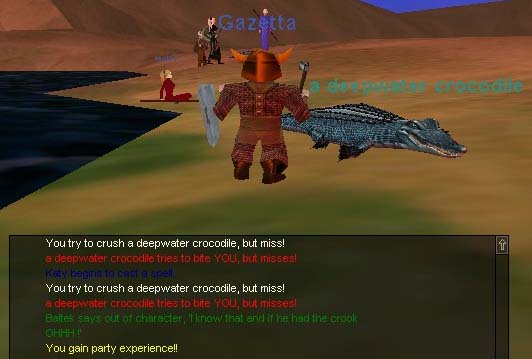 Gazetta
a deepwater crocodile
You try to crush a deepwater crocodile, but miss!
a deepwater crocodile tries to bite YOU, but misses!
Katy begins to cast a spell.
You try to crush a deepwater crocodile, but miss!
a deepwater crocodile tries to bite YOU, but misses!
Baltek says out of character, 'I know that and if he had the crook
OHHH !'
You gain party experience!!